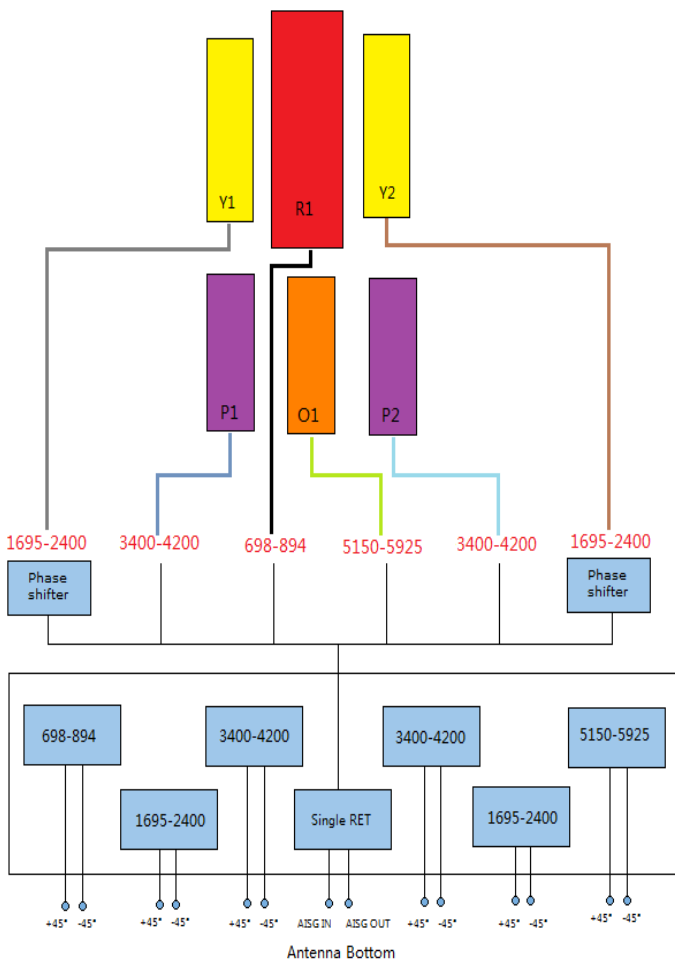 Y1
R1
Y2
P1
O1
P2
1695-2400
3400-4200
698-894
5150-5925
3400-4200
1695-2400
Phase
shifter
Phase
shifter
698-894
3400-4200
3400-4200
5150-5925
1695-2400
Single RET
1695-2400
+45°
-45°
+45°
-45°
+45°
-45°
AISG IN
AISG OUT
+45°
-45°
+45°
-45°
+45°
-45°
Antenna Bottom